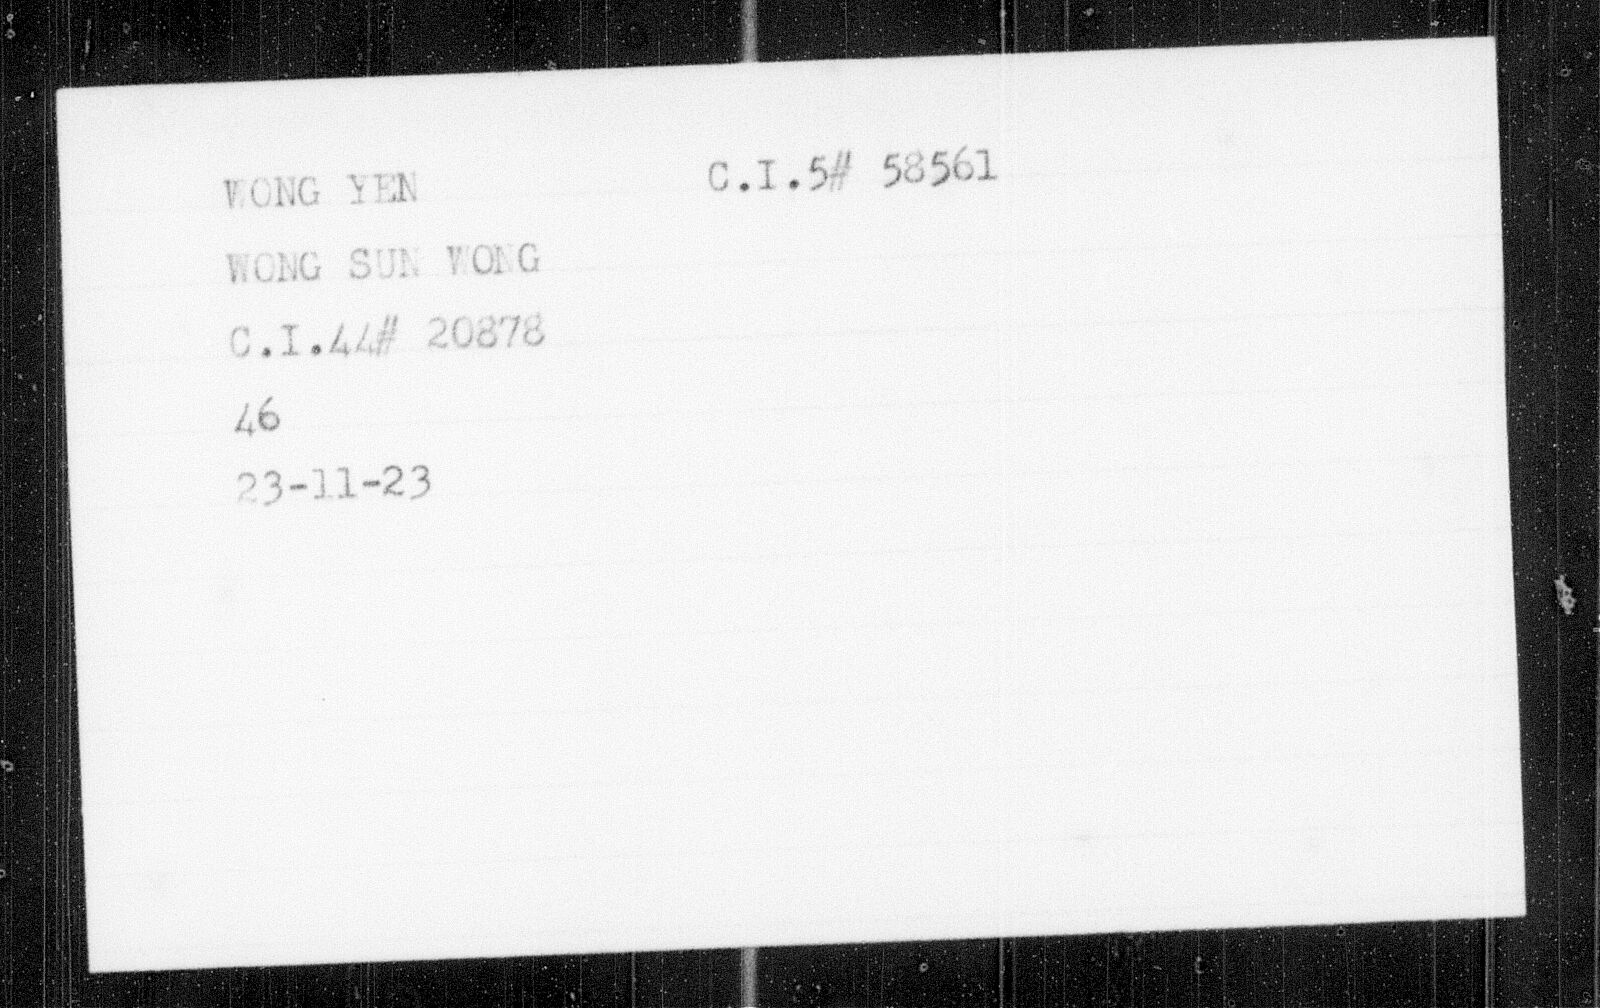 WONG YEN C.I.5# 58561
WONG SUN WONG
C.I.44# 20878
46
23-11-23